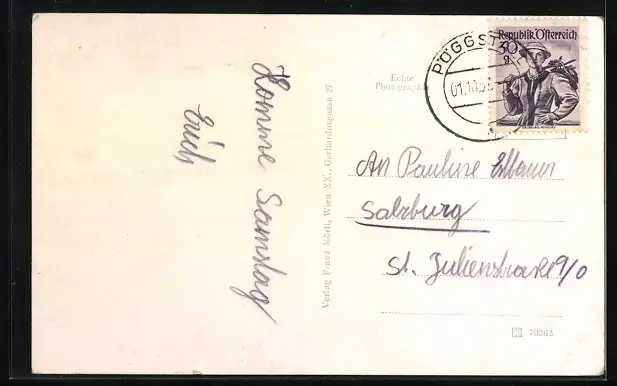 Komme Samstag
Erich
Verlag Franz Mörtl, Wien XX., Gerhardusgasse 27
Echte
Photographie
PÖGGST
01.10.5
Republik Österreich
30
g
An Pauline
Salzburg
St. Julienstrasse 9/0